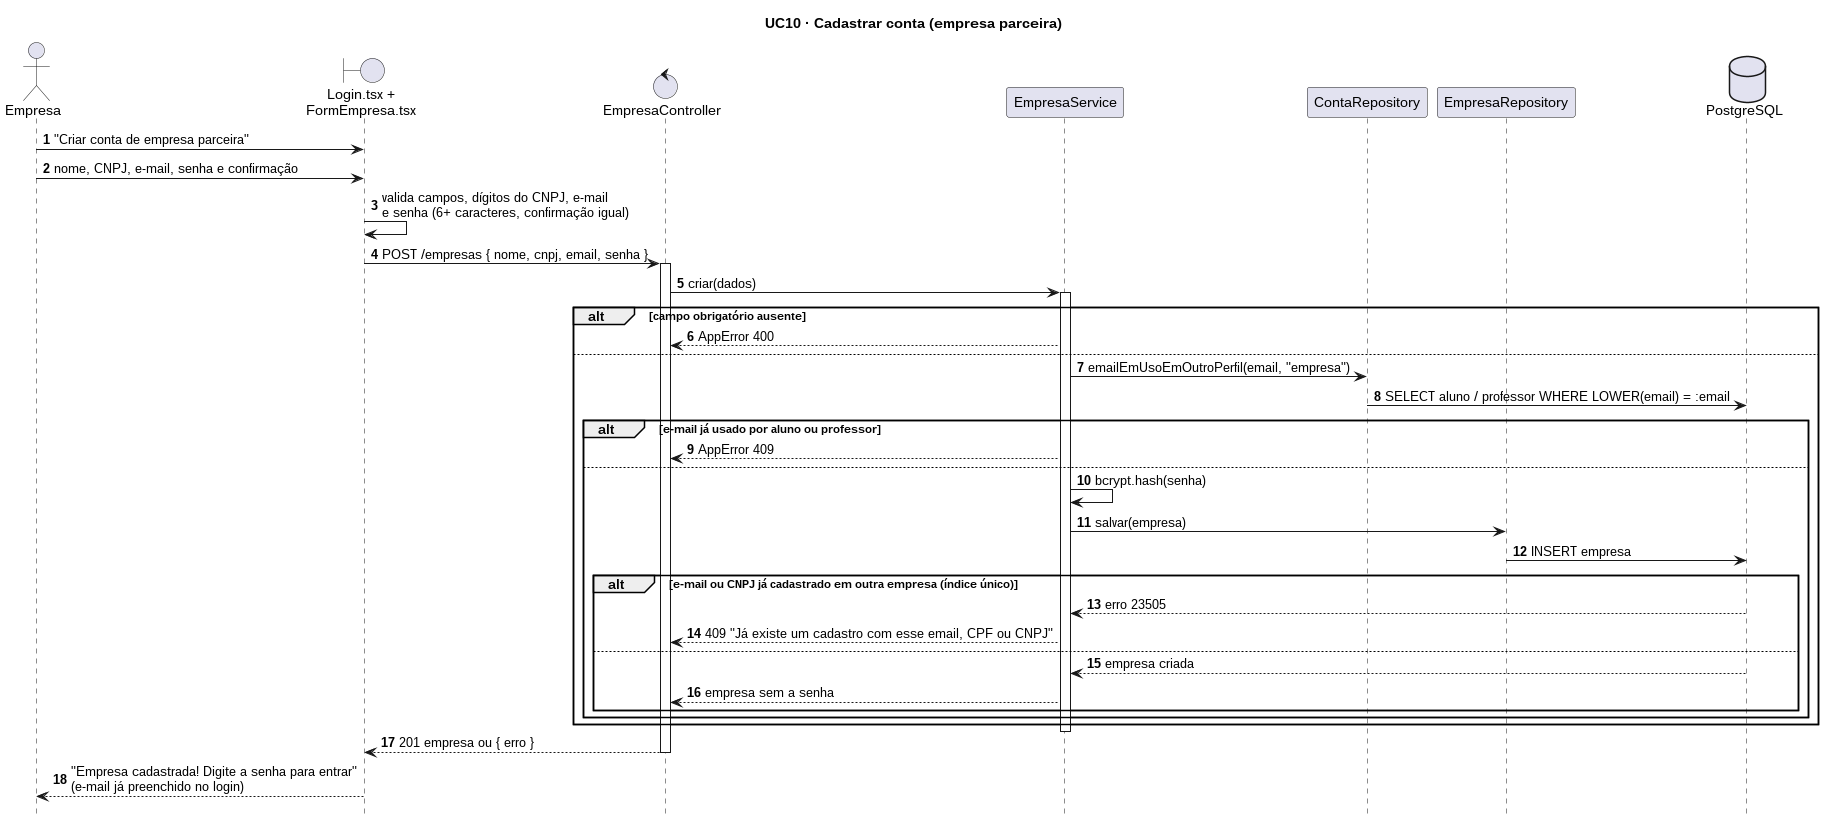 UC10 · Cadastrar conta (empresa parceira)
Empresa
Login.tsx +
FormEmpresa.tsx
EmpresaController
EmpresaService
ContaRepository
EmpresaRepository
PostgreSQL
1 "Criar conta de empresa parceira"
2 nome, CNPJ, e-mail, senha e confirmação
3 valida campos, dígitos do CNPJ, e-mail
e senha (6+ caracteres, confirmação igual)
4 POST /empresas { nome, cnpj, email, senha }
5 criar(dados)
alt [campo obrigatório ausente]
6 AppError 400
7 emailEmUsoEmOutroPerfil(email, "empresa")
8 SELECT aluno / professor WHERE LOWER(email) = :email
alt [e-mail já usado por aluno ou professor]
9 AppError 409
10 bcrypt.hash(senha)
11 salvar(empresa)
12 INSERT empresa
alt [e-mail ou CNPJ já cadastrado em outra empresa (índice único)]
13 erro 23505
14 409 "Já existe um cadastro com esse email, CPF ou CNPJ"
15 empresa criada
16 empresa sem a senha
17 201 empresa ou { erro }
18 "Empresa cadastrada! Digite a senha para entrar"
(e-mail já preenchido no login)